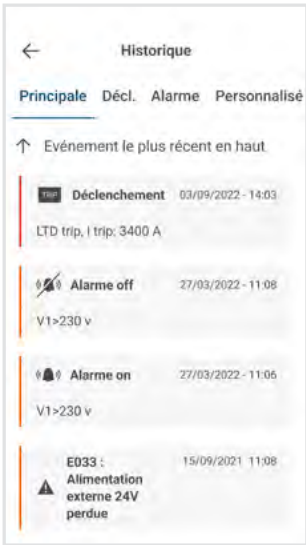 Historique
Principale Décl. Alarme Personnalisé
Evénement le plus récent en haut
TRIP Déclenchement 03/09/2022 - 14:03
LTD trip, I trip: 3400 A
Alarme off 27/03/2022 - 11:08
V1>230 v
Alarme on 27/03/2022 - 11:06
V1>230 v
E033 : 15/09/2021 11:08
Alimentation
externe 24V
perdue